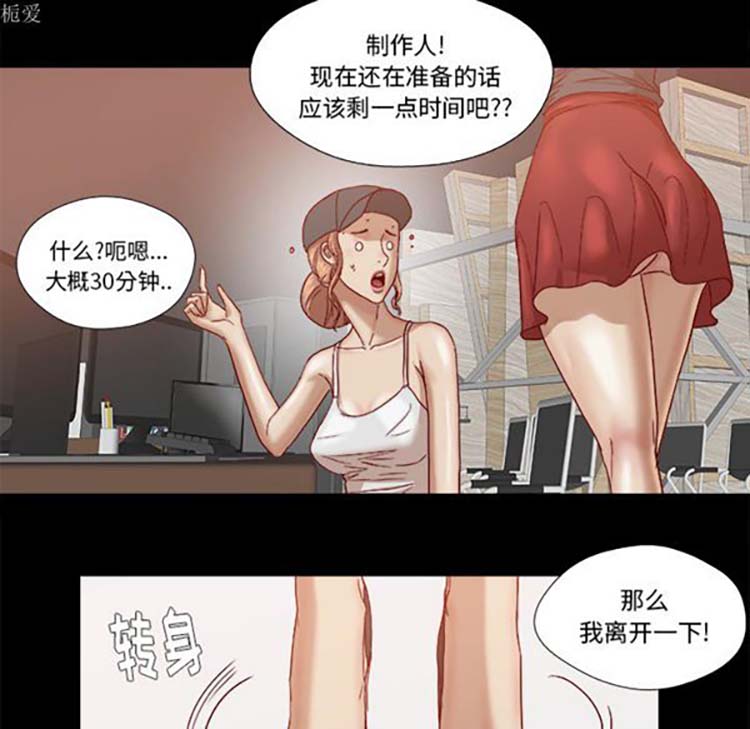 栀爱
制作人!
现在还在准备的话
应该剩一点时间吧??
什么?呃嗯...
大概30分钟..
转身
那么
我离开一下!